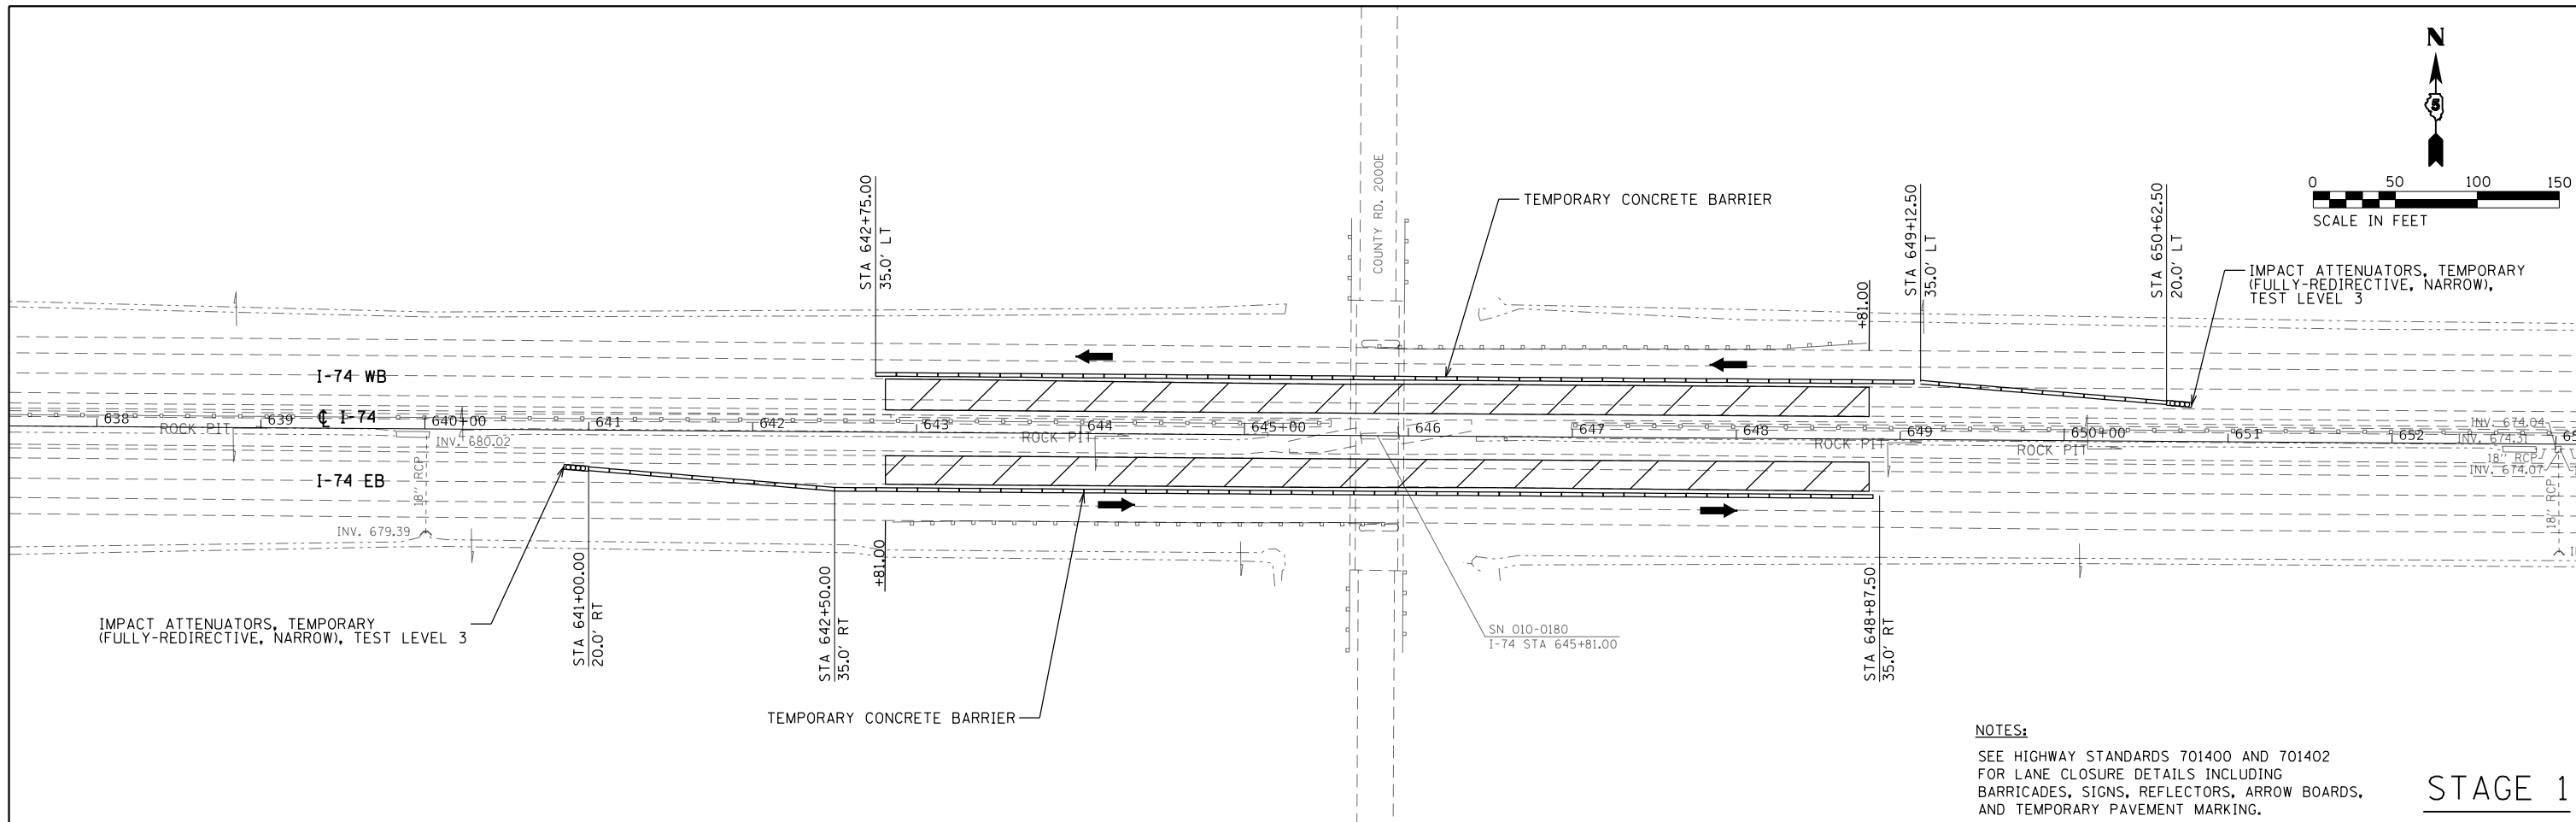 N
5
0 50 100 150
SCALE IN FEET
STA 642+75.00
35.0' LT
COUNTY RD. 2000E
TEMPORARY CONCRETE BARRIER
+81.00
STA 649+12.50
35.0' LT
STA 650+62.50
20.0' LT
IMPACT ATTENUATORS, TEMPORARY
(FULLY-REDIRECTIVE, NARROW),
TEST LEVEL 3
I-74 WB
℄ I-74
638 639 640+00 641 642 643 644 645+00 646 647 648 649 650+00 651 652 65
ROCK PIT
INV. 680.02
ROCK PIT
ROCK PIT
ROCK PIT
INV. 674.04
INV. 674.31
18" RCP
INV. 674.07
18" RCP
I-74 EB
18" RCP
INV. 679.39
STA 641+00.00
20.0' RT
STA 642+50.00
35.0' RT
+81.00
STA 648+87.50
35.0' RT
IMPACT ATTENUATORS, TEMPORARY
(FULLY-REDIRECTIVE, NARROW), TEST LEVEL 3
SN 010-0180
I-74 STA 645+81.00
TEMPORARY CONCRETE BARRIER
NOTES:
SEE HIGHWAY STANDARDS 701400 AND 701402
FOR LANE CLOSURE DETAILS INCLUDING
BARRICADES, SIGNS, REFLECTORS, ARROW BOARDS,
AND TEMPORARY PAVEMENT MARKING.
STAGE 1